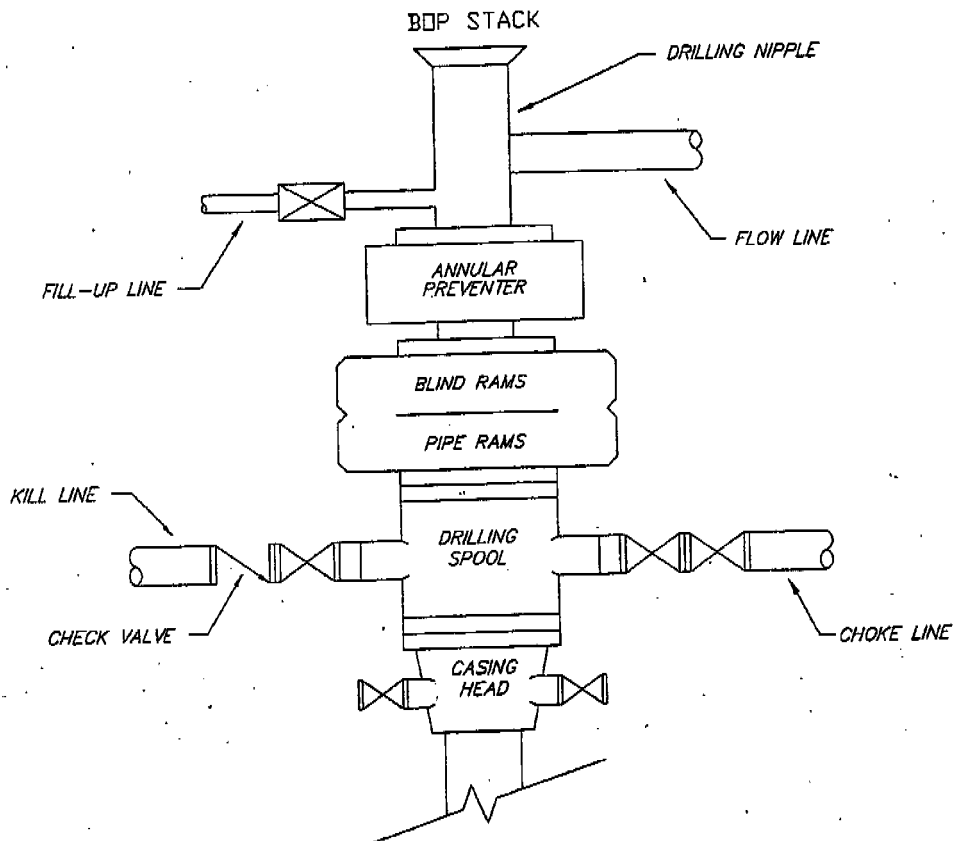 BOP STACK
DRILLING NIPPLE
FLOW LINE
FILL-UP LINE
ANNULAR
PREVENTER
BLIND RAMS
PIPE RAMS
KILL LINE
DRILLING
SPOOL
CHECK VALVE
CHOKE LINE
CASING
HEAD